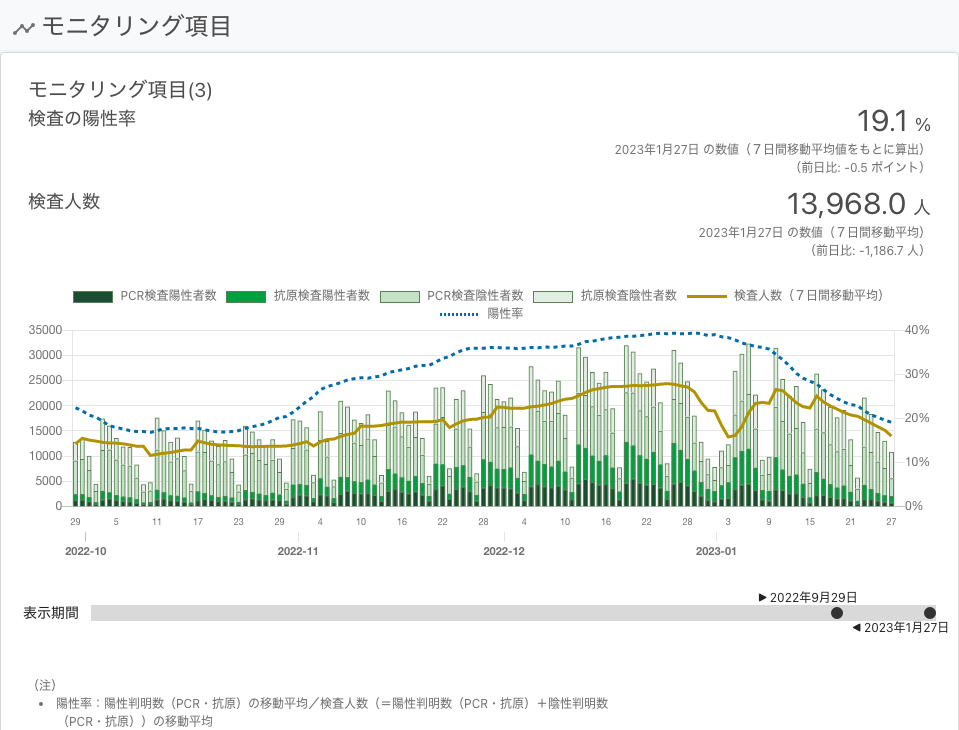 モニタリング項目
モニタリング項目(3)
検査の陽性率
19.1 %
2023年1月27日 の数値（７日間移動平均値をもとに算出）
（前日比: -0.5 ポイント）
検査人数
13,968.0 人
2023年1月27日 の数値（７日間移動平均）
（前日比: -1,186.7 人）
PCR検査陽性者数 抗原検査陽性者数 PCR検査陰性者数 抗原検査陰性者数 検査人数（７日間移動平均）
陽性率
35000 40%
30000
25000 30%
20000
15000 20%
10000 10%
5000
0 0%
29 5 11 17 23 29 4 10 16 22 28 4 10 16 22 28 3 9 15 21 27
2022-10 2022-11 2022-12 2023-01
▶ 2022年9月29日
表示期間
◀ 2023年1月27日
（注）
• 陽性率：陽性判明数（PCR・抗原）の移動平均／検査人数（＝陽性判明数（PCR・抗原）＋陰性判明数
（PCR・抗原））の移動平均